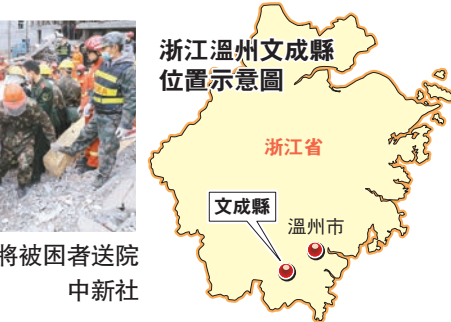 浙江溫州文成縣
位置示意圖
浙江省
文成縣
溫州市
將被困者送院
中新社